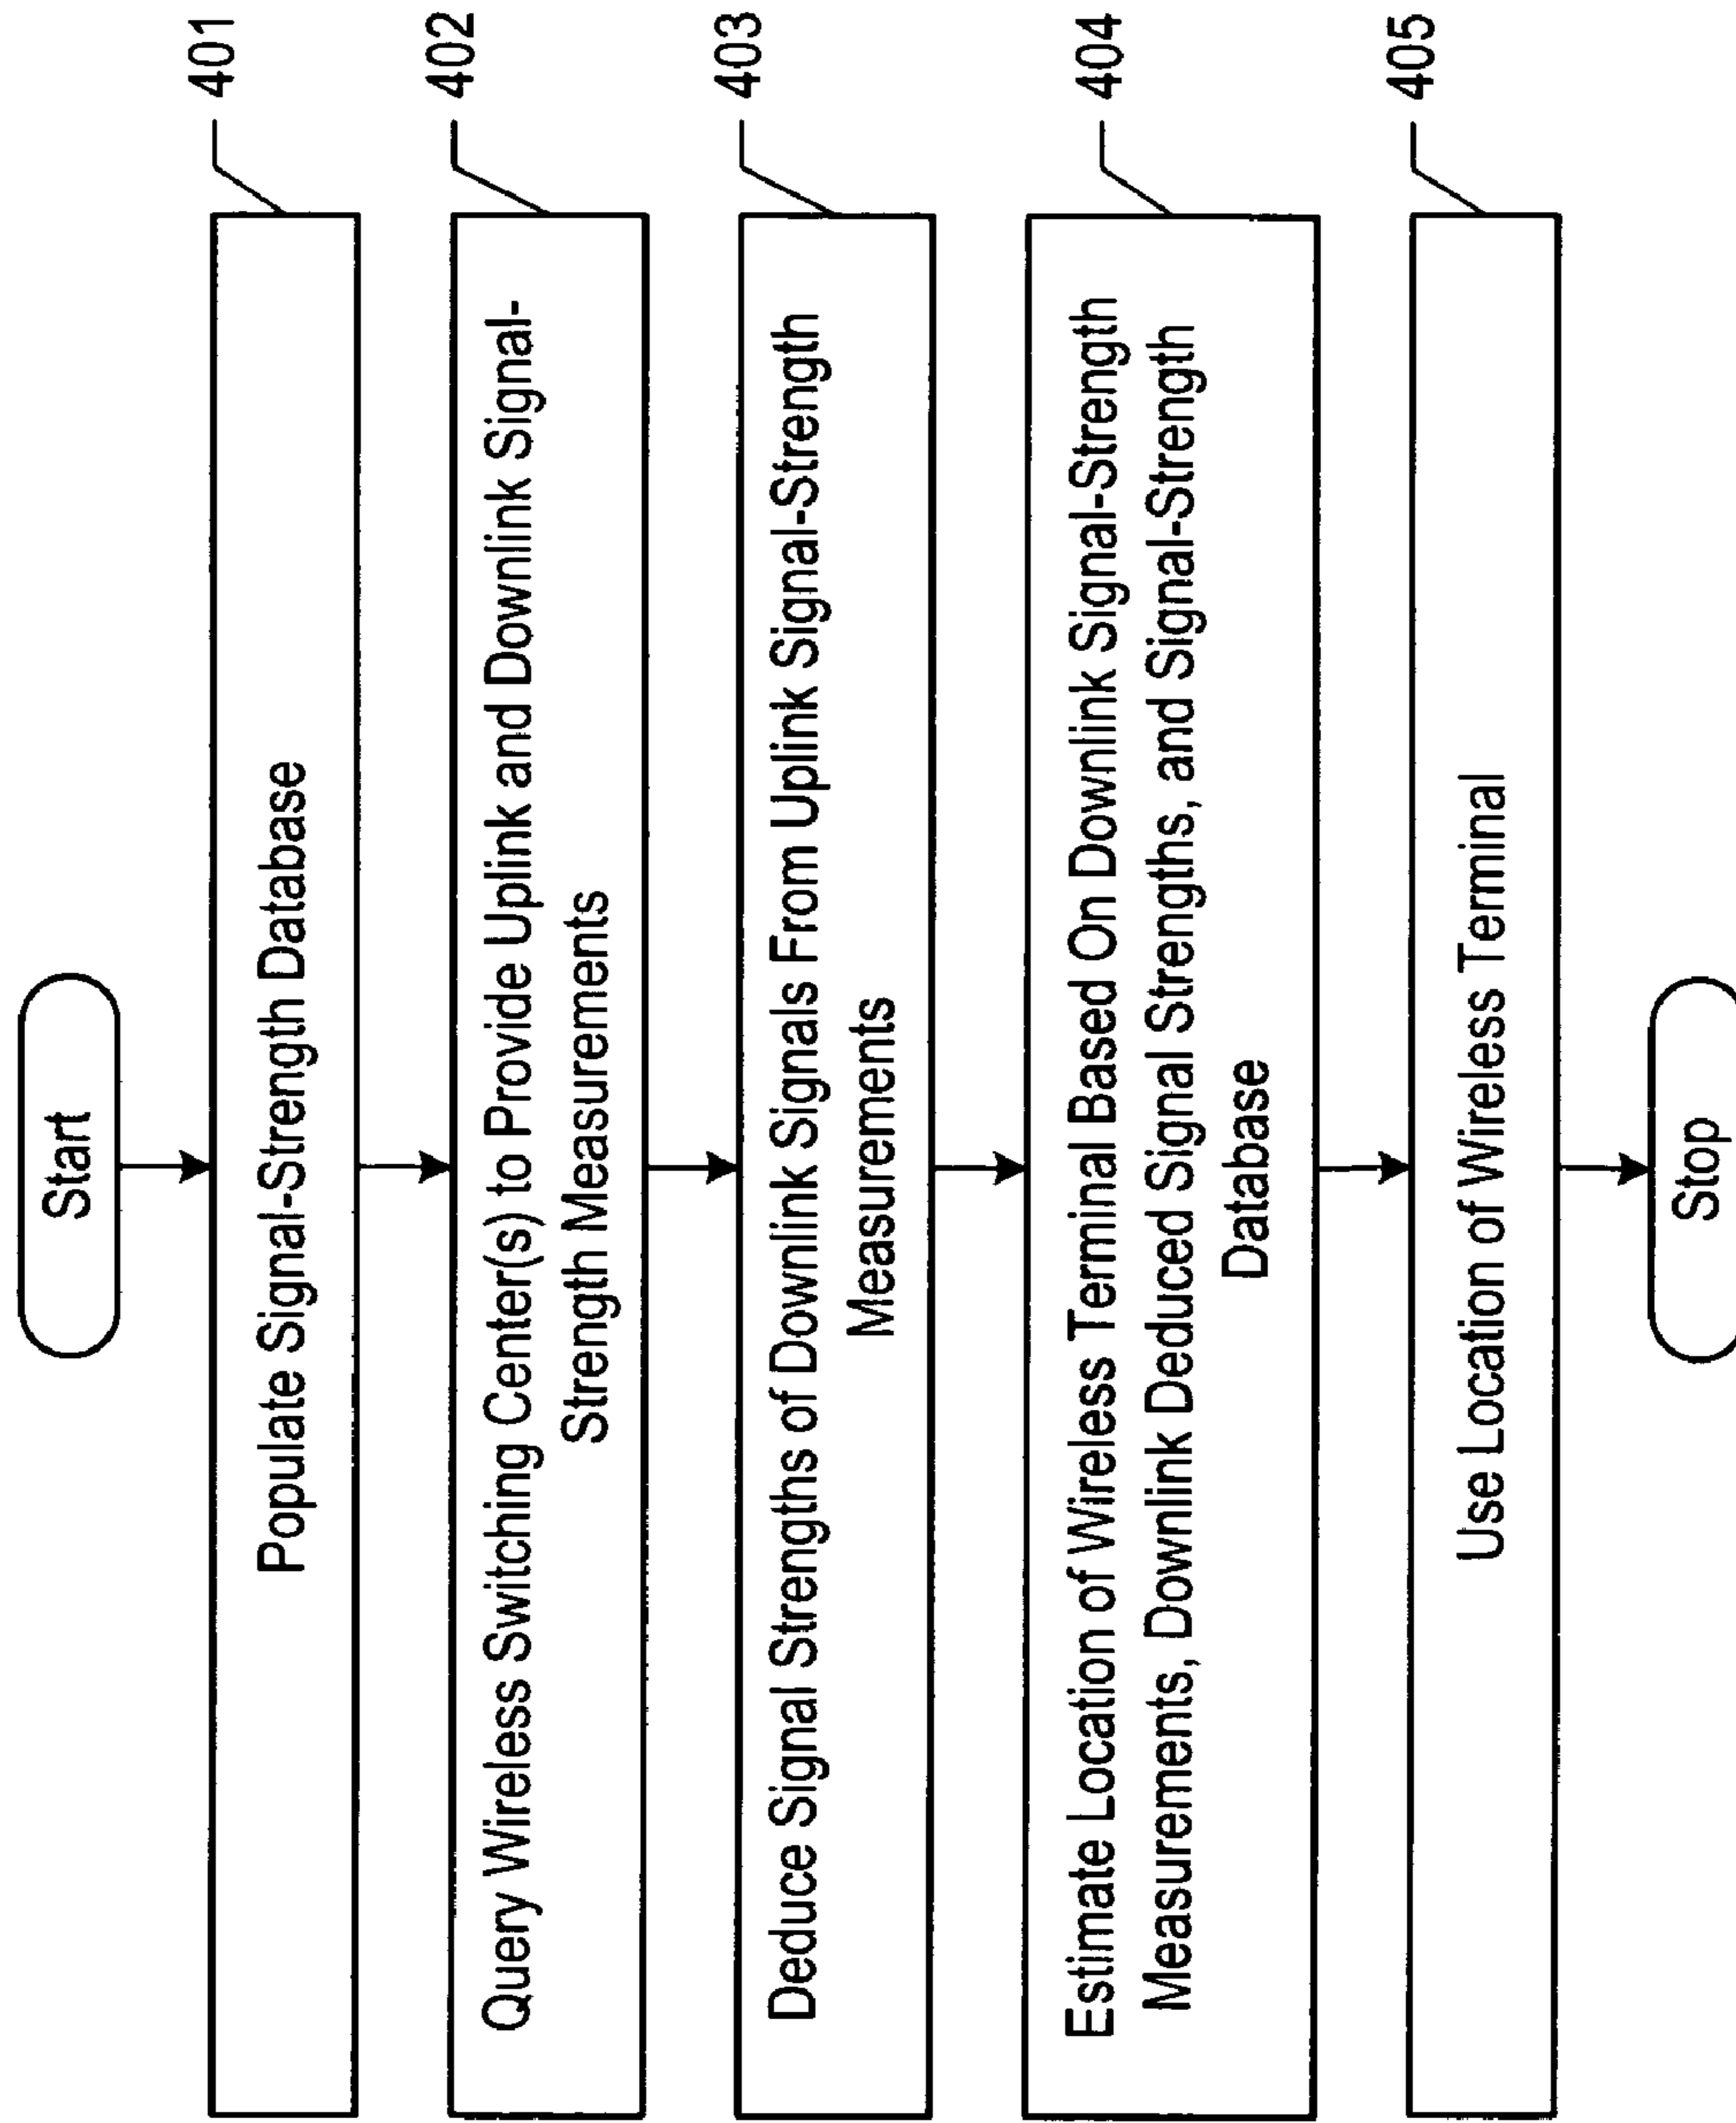 Start
401
Populate Signal-Strength Database
402
Query Wireless Switching Center(s) to Provide Uplink and Downlink Signal-
Strength Measurements
403
Deduce Signal Strengths of Downlink Signals From Uplink Signal-Strength
Measurements
404
Estimate Location of Wireless Terminal Based On Downlink Signal-Strength
Measurements, Downlink Deduced Signal Strengths, and Signal-Strength
Database
405
Use Location of Wireless Terminal
Stop